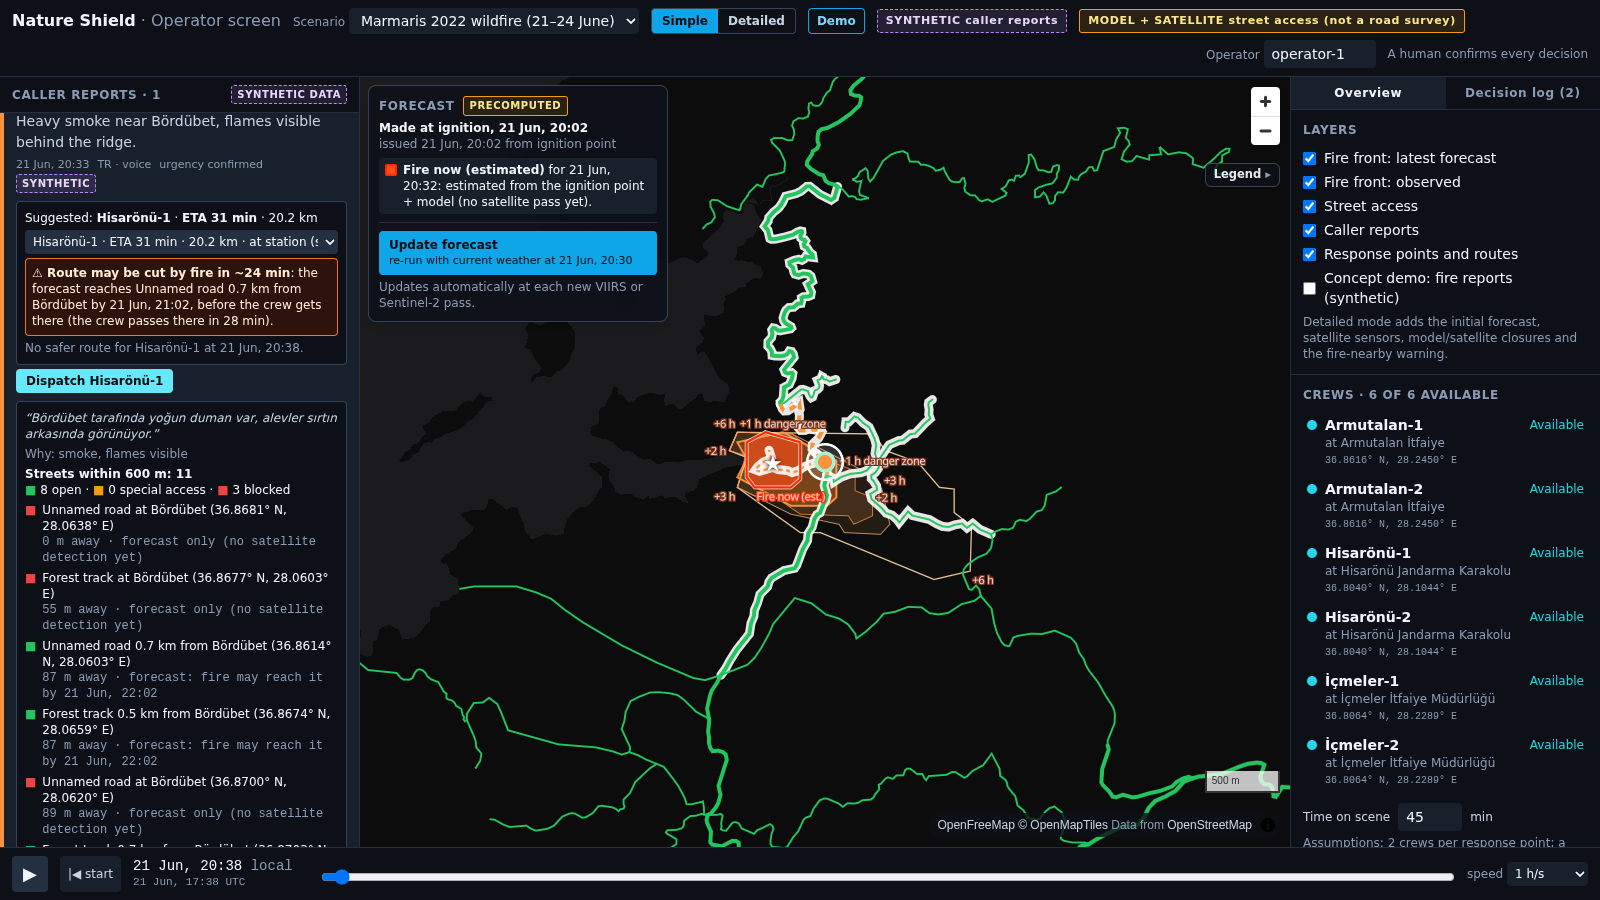 Nature Shield · Operator screen
Scenario Marmaris 2022 wildfire (21–24 June)
Simple Detailed Demo
SYNTHETIC caller reports
MODEL + SATELLITE street access (not a road survey)
Operator operator-1 A human confirms every decision
CALLER REPORTS · 1 SYNTHETIC DATA
Heavy smoke near Bördübet, flames visible
behind the ridge.
21 Jun, 20:33 TR · voice urgency confirmed
SYNTHETIC
Suggested: Hisarönü-1 · ETA 31 min · 20.2 km
Hisarönü-1 · ETA 31 min · 20.2 km · at station (s
⚠ Route may be cut by fire in ~24 min: the
forecast reaches Unnamed road 0.7 km from
Bördübet by 21 Jun, 21:02, before the crew gets
there (the crew passes there in 28 min).
No safer route for Hisarönü-1 at 21 Jun, 20:38.
Dispatch Hisarönü-1
“Bördübet tarafında yoğun duman var, alevler sırtın
arkasında görünüyor.”
Why: smoke, flames visible
Streets within 600 m: 11
8 open · 0 special access · 3 blocked
Unnamed road at Bördübet (36.8681° N,
28.0638° E)
0 m away · forecast only (no satellite
detection yet)
Forest track at Bördübet (36.8677° N, 28.0603°
E)
55 m away · forecast only (no satellite
detection yet)
Unnamed road 0.7 km from Bördübet (36.8614°
N, 28.0603° E)
87 m away · forecast: fire may reach it
by 21 Jun, 22:02
Forest track 0.5 km from Bördübet (36.8674° N,
28.0659° E)
87 m away · forecast: fire may reach it
by 21 Jun, 22:02
Unnamed road at Bördübet (36.8700° N,
28.0620° E)
89 m away · forecast only (no satellite
detection yet)
FORECAST PRECOMPUTED
Made at ignition, 21 Jun, 20:02
issued 21 Jun, 20:02 from ignition point
Fire now (estimated) for 21 Jun,
20:32: estimated from the ignition point
+ model (no satellite pass yet).
Update forecast
re-run with current weather at 21 Jun, 20:30
Updates automatically at each new VIIRS or
Sentinel-2 pass.
+
−
Legend ▸
+6 h +1 h danger zone
+2 h
+1 h danger zone
+3 h
+2 h
+3 h
Fire now (est.)
+6 h
500 m
OpenFreeMap © OpenMapTiles Data from OpenStreetMap
Overview Decision log (2)
LAYERS
Fire front: latest forecast
Fire front: observed
Street access
Caller reports
Response points and routes
Concept demo: fire reports
(synthetic)
Detailed mode adds the initial forecast,
satellite sensors, model/satellite closures and
the fire-nearby warning.
CREWS · 6 OF 6 AVAILABLE
Armutalan-1 Available
at Armutalan İtfaiye
36.8616° N, 28.2450° E
Armutalan-2 Available
at Armutalan İtfaiye
36.8616° N, 28.2450° E
Hisarönü-1 Available
at Hisarönü Jandarma Karakolu
36.8040° N, 28.1044° E
Hisarönü-2 Available
at Hisarönü Jandarma Karakolu
36.8040° N, 28.1044° E
İçmeler-1 Available
at İçmeler İtfaiye Müdürlüğü
36.8064° N, 28.2289° E
İçmeler-2 Available
at İçmeler İtfaiye Müdürlüğü
36.8064° N, 28.2289° E
Time on scene 45 min
Assumptions: 2 crews per response point; a
▶ |◀ start
21 Jun, 20:38 local
21 Jun, 17:38 UTC
speed 1 h/s